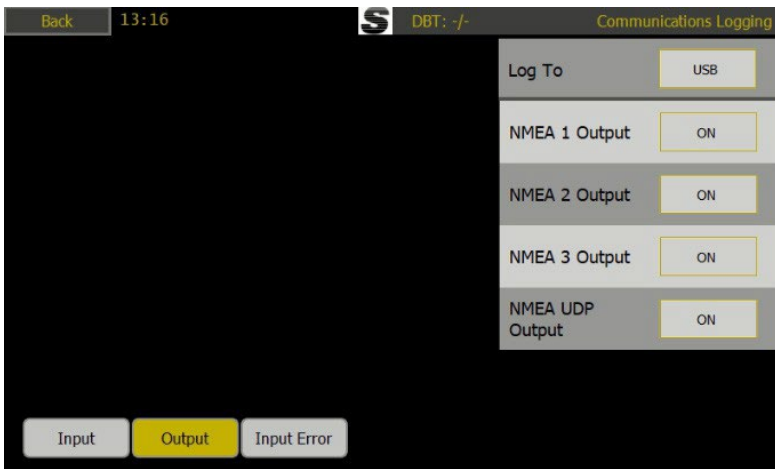 Back
13:16
S
DBT: -/-
Communications Logging
Log To
USB
NMEA 1 Output
ON
NMEA 2 Output
ON
NMEA 3 Output
ON
NMEA UDP
Output
ON
Input
Output
Input Error